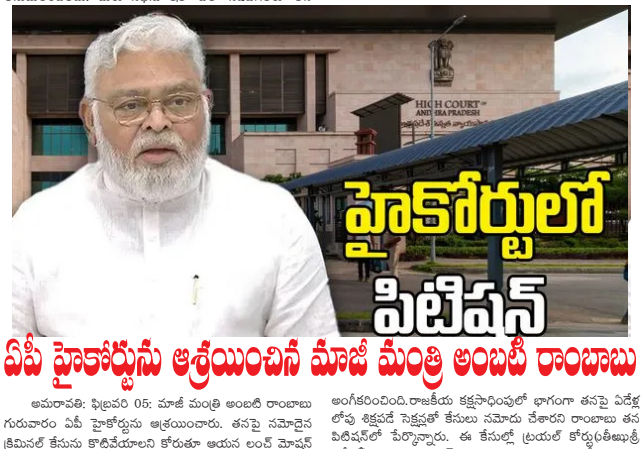 HIGH COURT OF
ANDHRA PRADESH
హైకోర్టులో
పిటిషన్
ఏపీ హైకోర్టును ఆశ్రయించిన మాజీ మంత్రి అంబటి రాంబాబు
అమరావతి: ఫిబ్రవరి 05: మాజీ మంత్రి అంబటి రాంబాబు
గురువారం ఏపీ హైకోర్టును ఆశ్రయించారు. తనపై నమోదైన
క్రిమినల్ కేసును కొటివేయాలని కోరుతూ ఆయన లంచ్ మోషన్
అంగీకరించింది.రాజకీయ కక్షసాధింపులో భాగంగా తనపై ఏడేళ్ల
లోపు శిక్షపడే సెక్షన్లతో కేసులు నమోదు చేశారని రాంబాబు తన
పిటిషన్‌లో పేర్కొన్నారు. ఈ కేసుల్లో ట్రయల్ కోర్టు